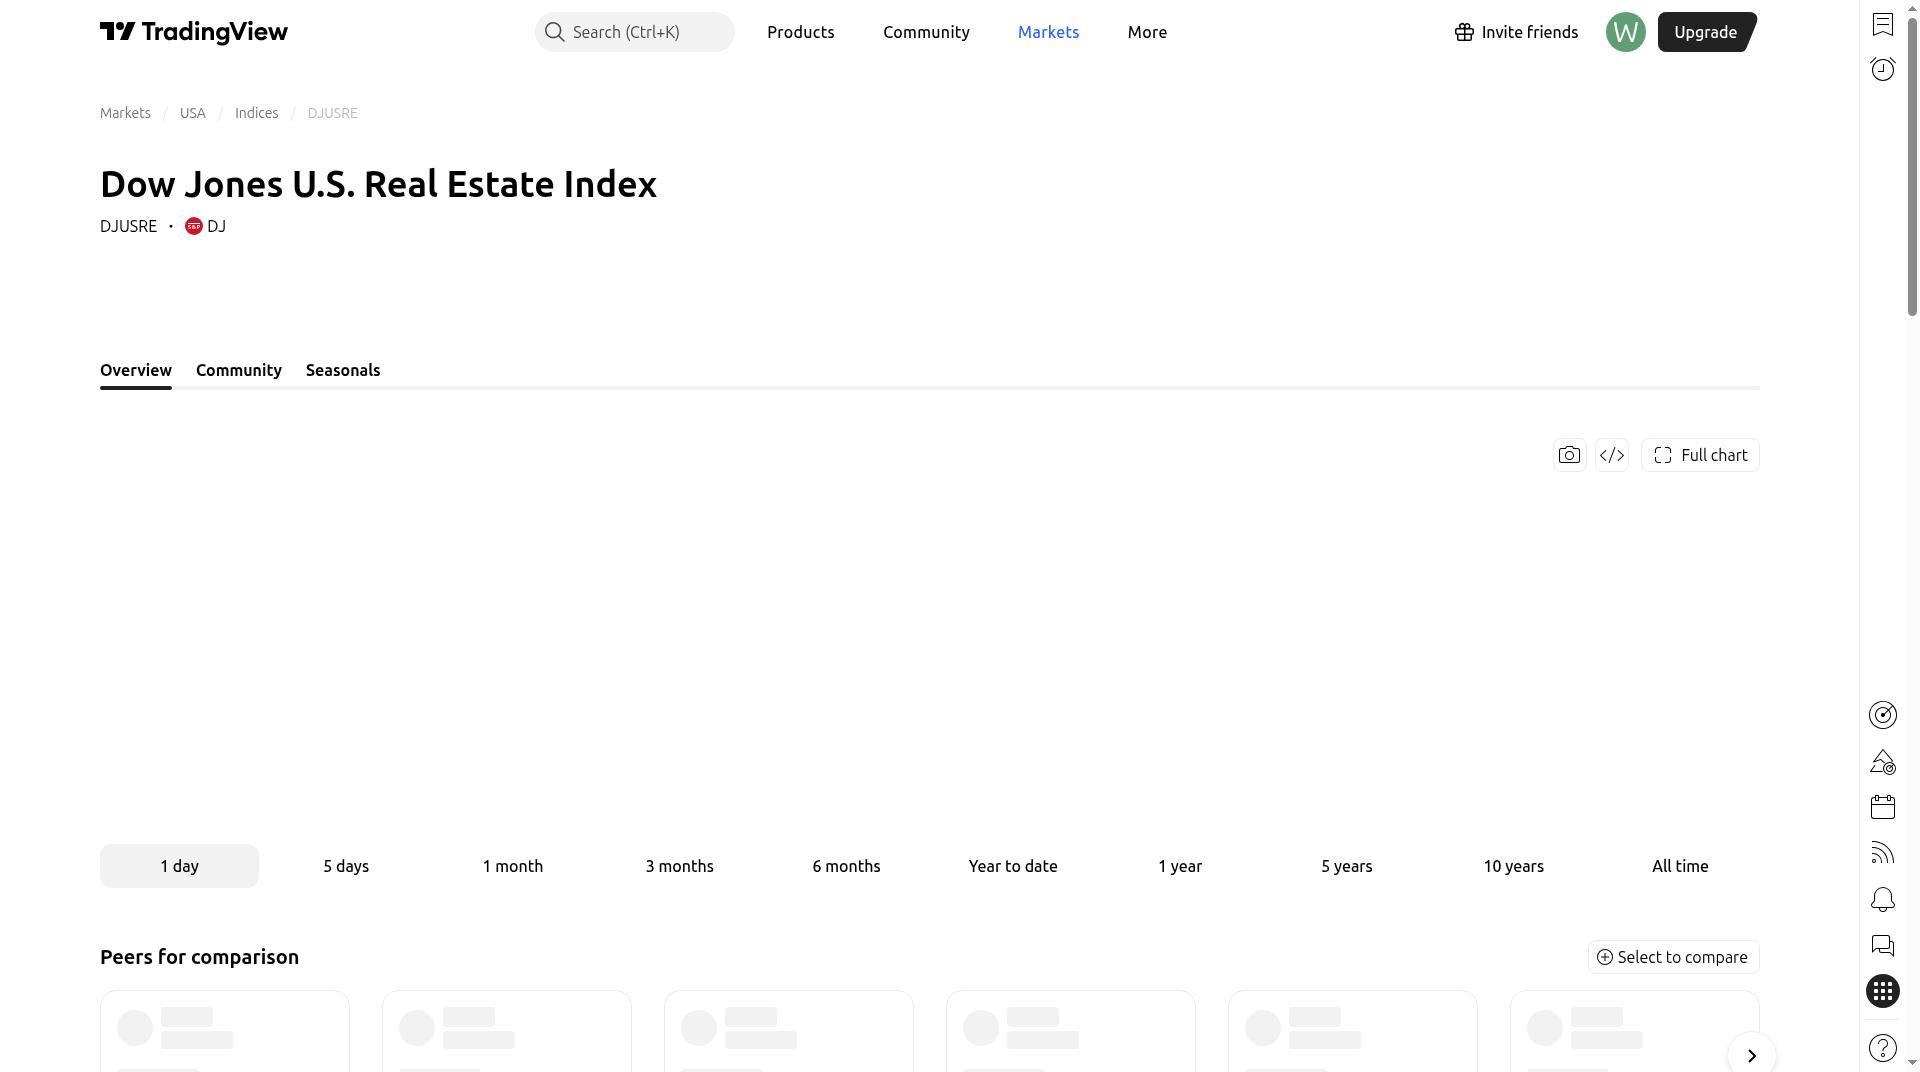 TradingView
Search (Ctrl+K)
Products
Community
Markets
More
Invite friends
W
Upgrade
Markets / USA / Indices / DJUSRE
Dow Jones U.S. Real Estate Index
DJUSRE • S&P DJ
Overview
Community
Seasonals
</> Full chart
1 day
5 days
1 month
3 months
6 months
Year to date
1 year
5 years
10 years
All time
Peers for comparison
Select to compare